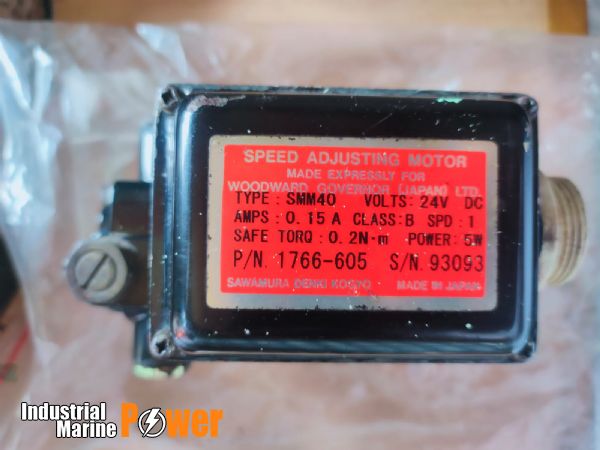 SPEED ADJUSTING MOTOR
MADE EXPRESSLY FOR
WOODWARD GOVERNOR (JAPAN) LTD.
TYPE : SMM40 VOLTS: 24V DC
AMPS : 0.15 A CLASS: B SPD : 1
SAFE TORQ : 0.2N·m POWER: 5W
P/N. 1766-605 S/N. 93093
SAWAMURA DENKI KOGYO MADE IN JAPAN
Industrial
Marine Power